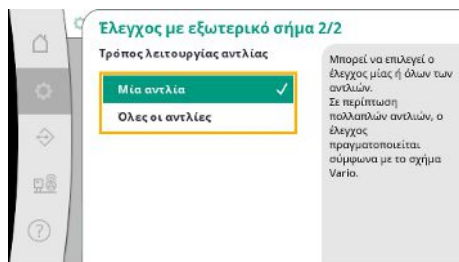 Έλεγχος με εξωτερικό σήμα 2/2
Τρόπος λειτουργίας αντλίας
Μία αντλία
Όλες οι αντλίες
Μπορεί να επιλεγεί ο
έλεγχος μίας ή όλων των
αντλιών.
Σε περίπτωση
πολλαπλών αντλιών, ο
έλεγχος
πραγματοποιείται
σύμφωνα με το σχήμα
Vario.